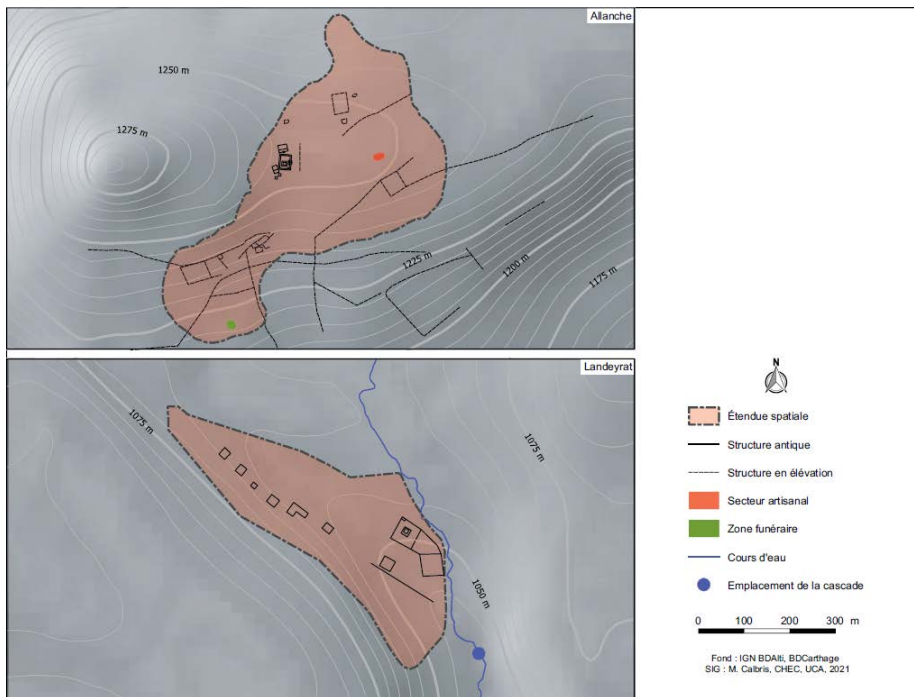 Allanche
1250 m
1275 m
1225 m
1200 m
1175 m
Landeyrat
1075 m
1075 m
1050 m
N
Étendue spatiale
Structure antique
Structure en élévation
Secteur artisanal
Zone funéraire
Cours d'eau
Emplacement de la cascade
0 100 200 300 m
Fond : IGN BDAlti, BDCarthage
SIG : M. Calbris, CHEC, UCA, 2021